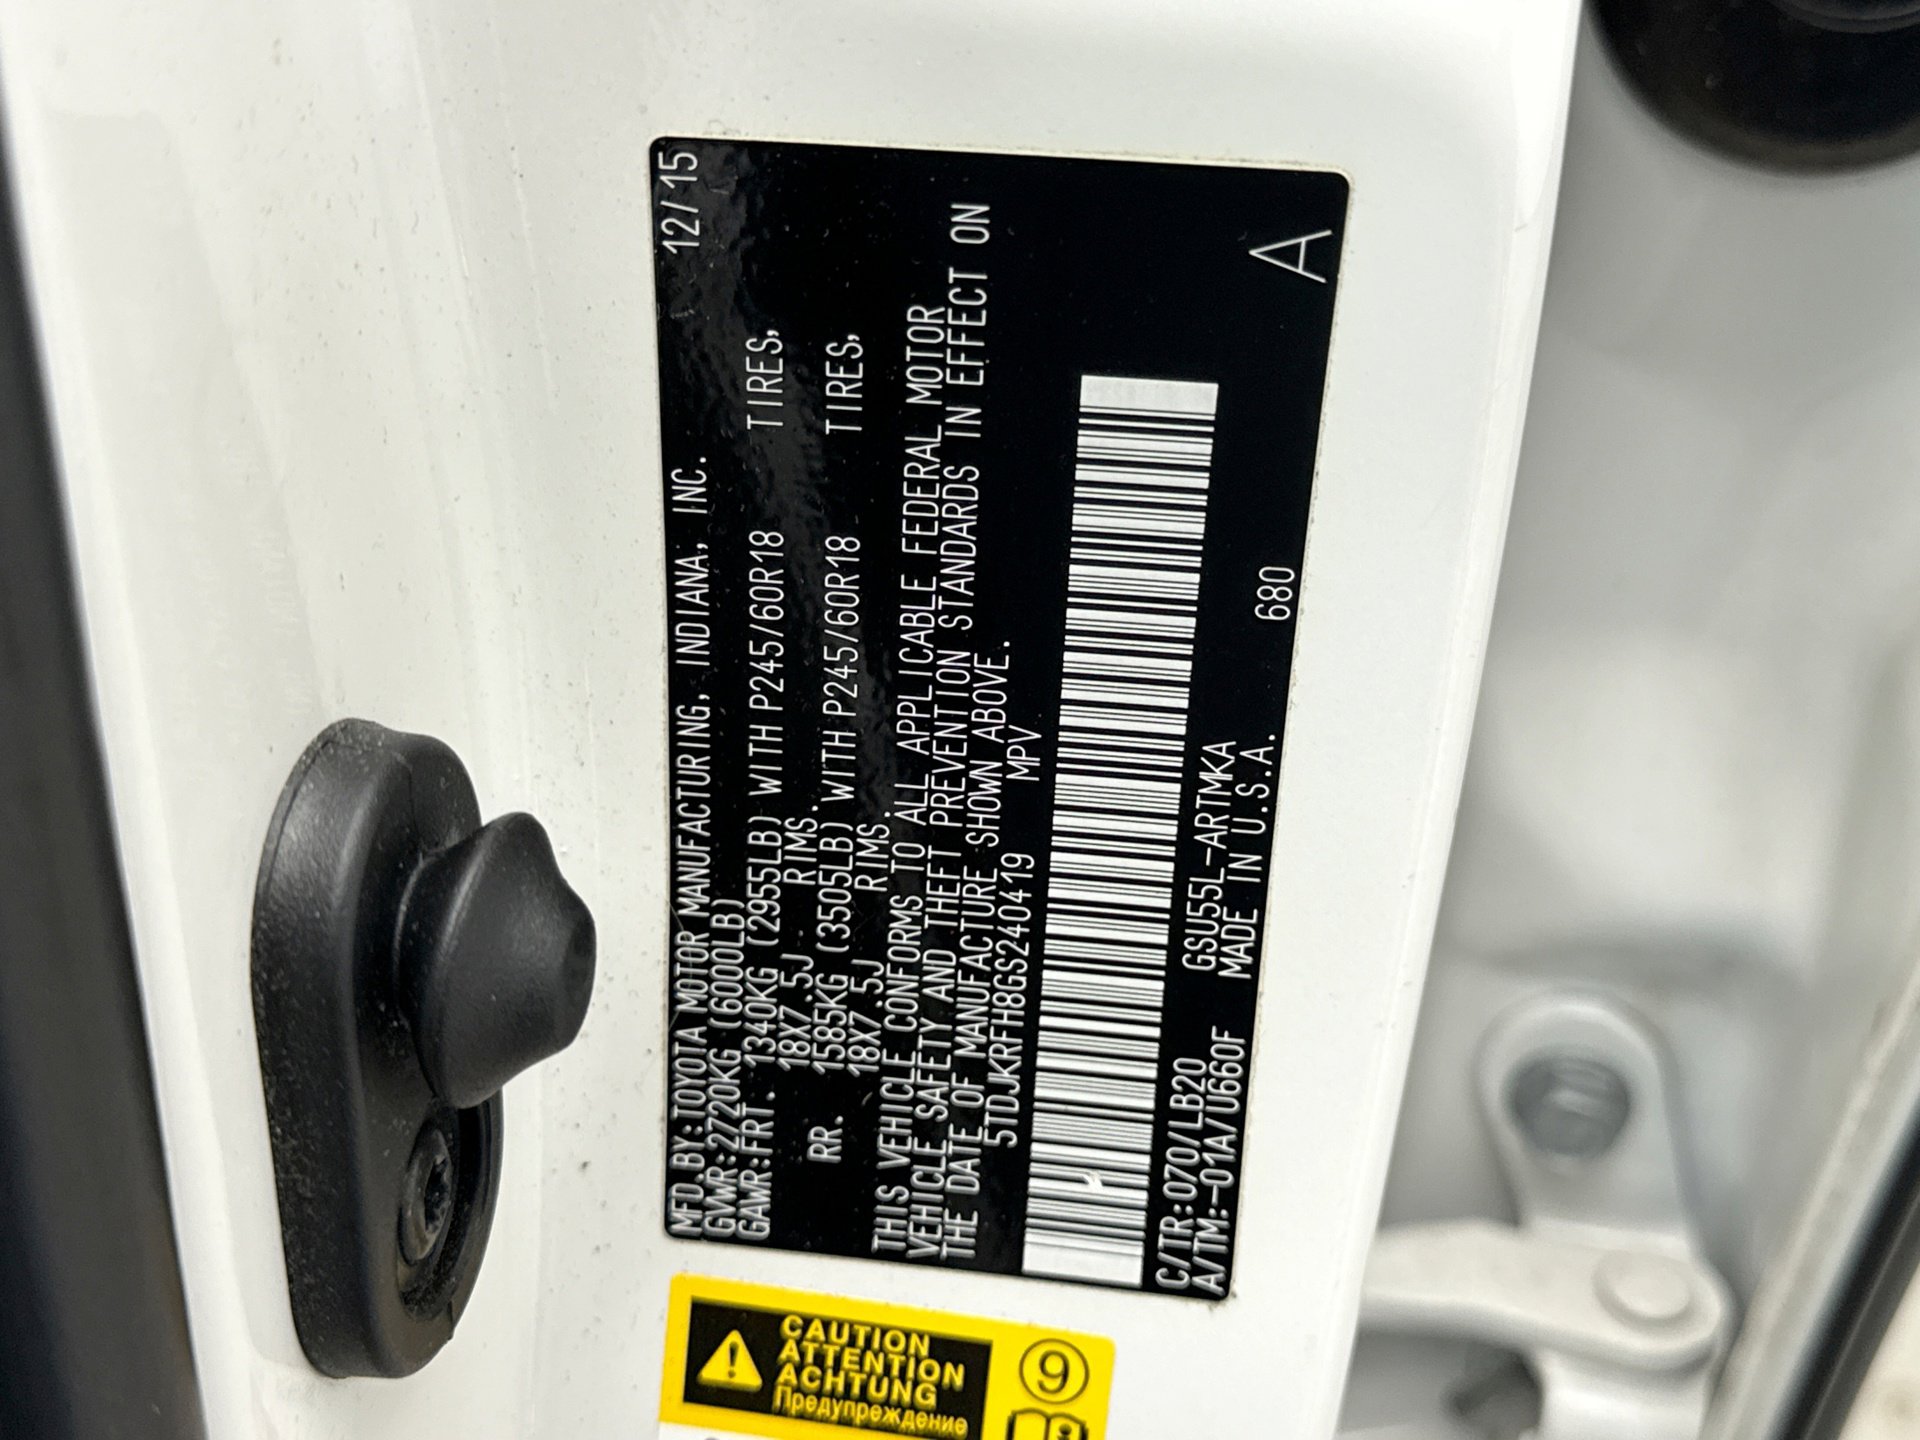 MFD.BY:TOYOTA MOTOR MANUFACTURING, INDIANA, INC. 12/15
GVWR:2720KG (6000LB)
GAWR:FRT. 1340KG (2955LB) WITH P245/60R18 TIRES,
18X7.5J RIMS.
RR. 1585KG (3505LB) WITH P245/60R18 TIRES,
18X7.5J RIMS.
THIS VEHICLE CONFORMS TO ALL APPLICABLE FEDERAL MOTOR
VEHICLE SAFETY AND THEFT PREVENTION STANDARDS IN EFFECT ON
THE DATE OF MANUFACTURE SHOWN ABOVE.
5TDJKRFH8GS240419 MPV
C/TR:070/LB20 GSU55L-ARTMKA
A/TM:-01A/U660F MADE IN U.S.A. 680
A
CAUTION
ATTENTION
ACHTUNG
Предупреждение
9